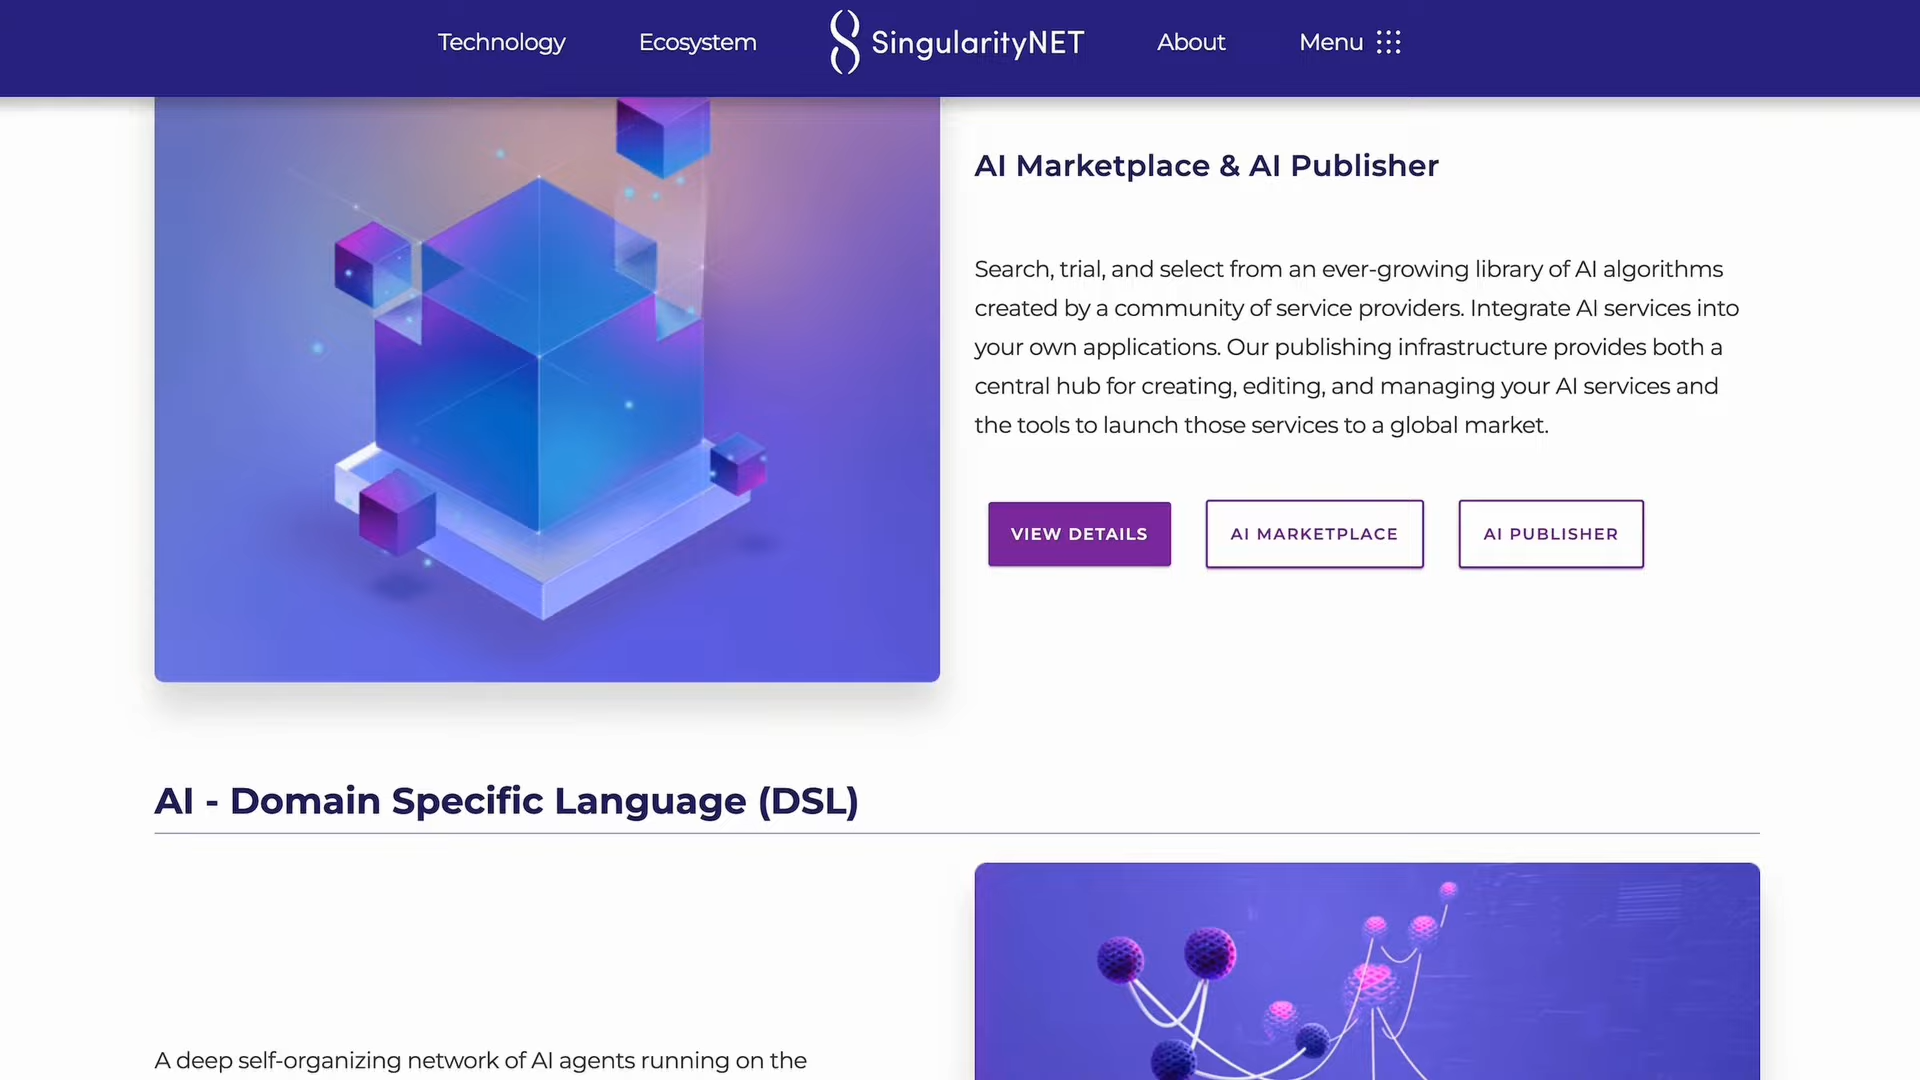 Technology
Ecosystem
SingularityNET
About
Menu
AI Marketplace & AI Publisher
Search, trial, and select from an ever-growing library of AI algorithms
created by a community of service providers. Integrate AI services into
your own applications. Our publishing infrastructure provides both a
central hub for creating, editing, and managing your AI services and
the tools to launch those services to a global market.
VIEW DETAILS
AI MARKETPLACE
AI PUBLISHER
AI - Domain Specific Language (DSL)
A deep self-organizing network of AI agents running on the